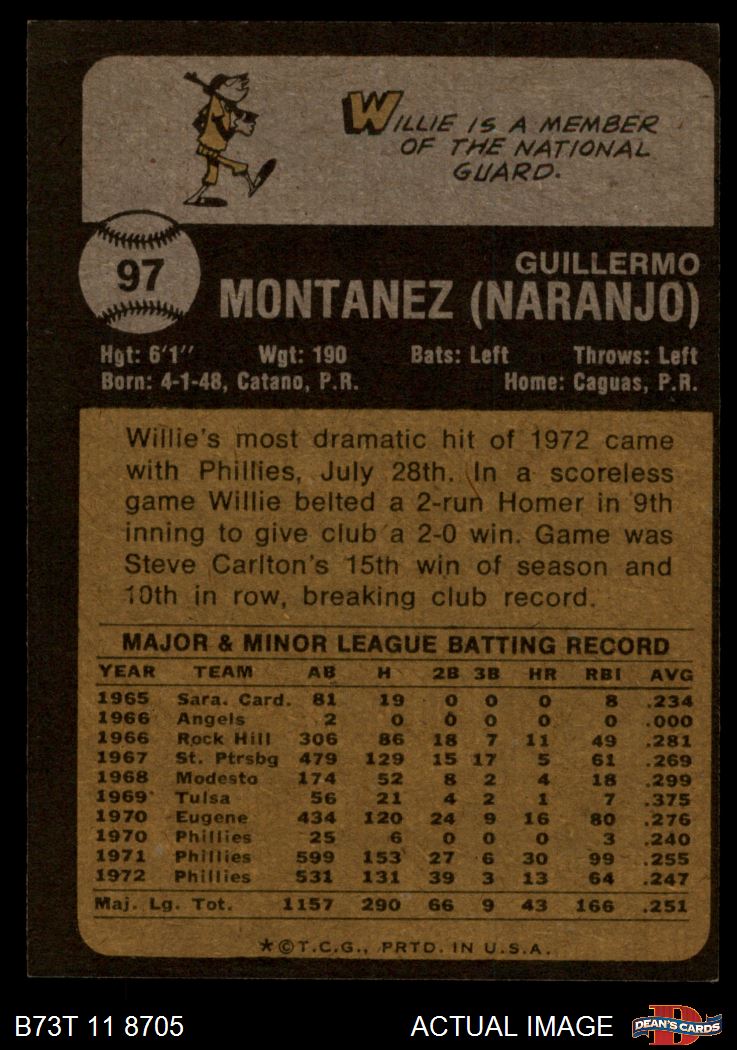 WILLIE IS A MEMBER
OF THE NATIONAL
GUARD.
97
GUILLERMO
MONTANEZ (NARANJO)
Hgt: 6'1" Wgt: 190 Bats: Left Throws: Left
Born: 4-1-48, Catano, P.R. Home: Caguas, P.R.
Willie's most dramatic hit of 1972 came
with Phillies, July 28th. In a scoreless
game Willie belted a 2-run Homer in 9th
inning to give club a 2-0 win. Game was
Steve Carlton's 15th win of season and
10th in row, breaking club record.
MAJOR & MINOR LEAGUE BATTING RECORD
YEAR TEAM AB H 2B 3B HR RBI AVG
1965 Sara. Card. 81 19 0 0 0 8 .234
1966 Angels 2 0 0 0 0 0 .000
1966 Rock Hill 306 86 18 7 11 49 .281
1967 St. Ptrsbg 479 129 15 17 5 61 .269
1968 Modesto 174 52 8 2 4 18 .299
1969 Tulsa 56 21 4 2 1 7 .375
1970 Eugene 434 120 24 9 16 80 .276
1970 Phillies 25 6 0 0 0 3 .240
1971 Phillies 599 153 27 6 30 99 .255
1972 Phillies 531 131 39 3 13 64 .247
Maj. Lg. Tot. 1157 290 66 9 43 166 .251
*©T.C.G., PRTD. IN U.S.A.
B73T 11 8705 ACTUAL IMAGE D DEAN'S CARDS